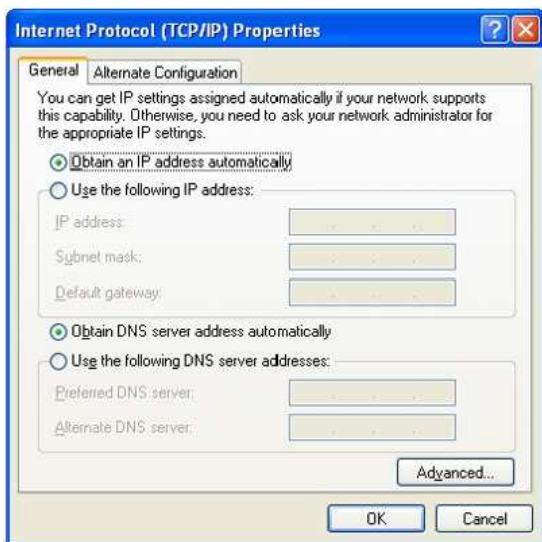 Internet Protocol (TCP/IP) Properties
General Alternate Configuration
You can get IP settings assigned automatically if your network supports
this capability. Otherwise, you need to ask your network administrator for
the appropriate IP settings.
Obtain an IP address automatically
Use the following IP address:
IP address:
Subnet mask:
Default gateway:
Obtain DNS server address automatically
Use the following DNS server addresses:
Preferred DNS server:
Alternate DNS server:
Advanced...
OK Cancel